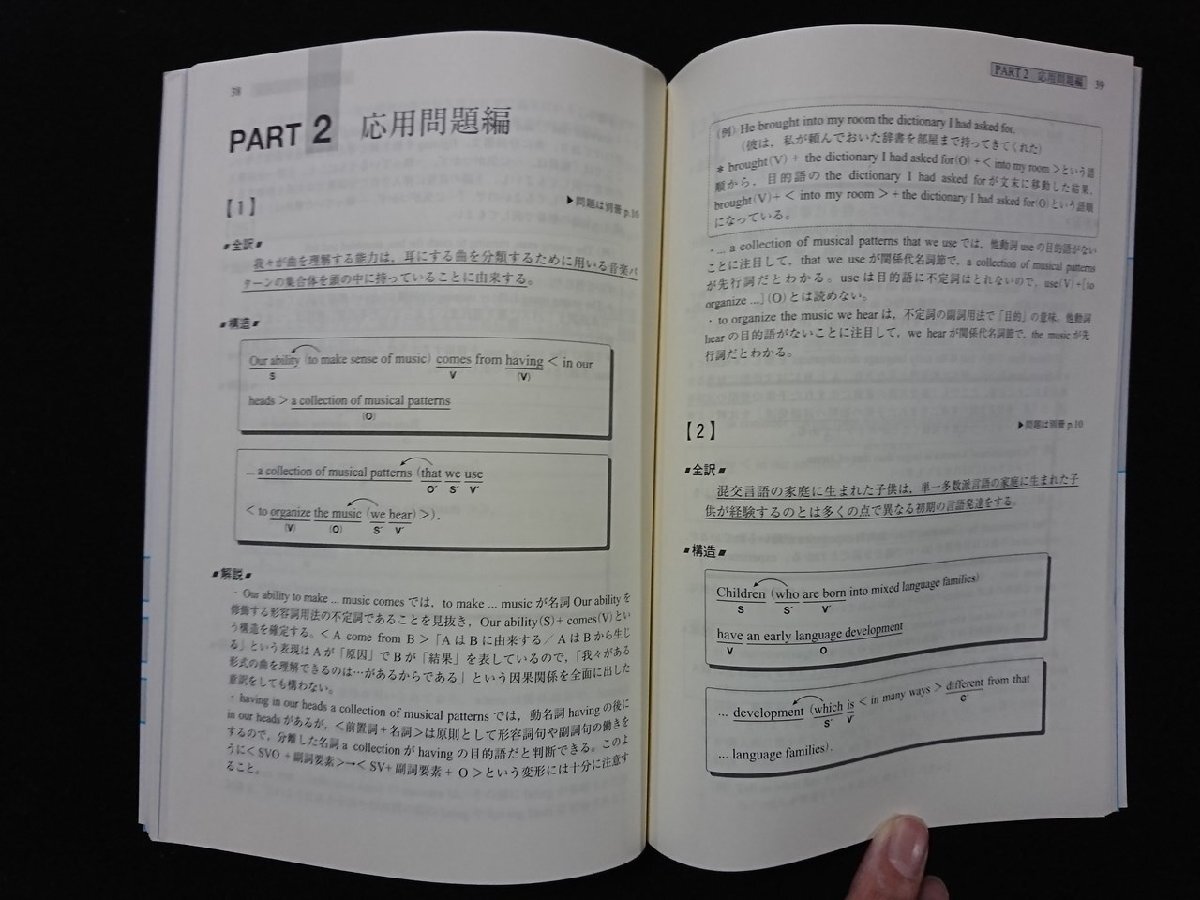 38
PART 2 応用問題編
【1】
▶問題は別冊 p.10
■全訳■
我々が曲を理解する能力は，耳にする曲を分類するために用いる音楽パ
ターンの集合体を頭の中に持っていることに由来する。
■構造■
Our ability (to make sense of music) comes from having < in our
S V (V)
heads > a collection of musical patterns
(O)
... a collection of musical patterns (that we use
O´ S´ V´
< to organize the music (we hear) >).
(V) (O) S´ V´
■解説■
・Our ability to make ... music comes では，to make ... music が名詞 Our ability を
修飾する形容詞用法の不定詞であることを見抜き，Our ability(S)+comes(V)とい
う構造を確定する。< A come from B >「A は B に由来する／A は B から生じ
る」という表現は A が「原因」で B が「結果」を表しているので，「我々がある
形式の曲を理解できるのは…があるからである」という因果関係を全面に出した
意訳をしても構わない。
・having in our heads a collection of musical patterns では，動名詞 having の後に
in our heads があるが，<前置詞＋名詞>は原則として形容詞句や副詞句の働きを
するので，分離した名詞 a collection が having の目的語だと判断できる。このよ
うに< SVO ＋副詞要素>→< SV+ 副詞要素 + O >という変形には十分に注意す
ること。
PART 2 応用問題編 39
(例) He brought into my room the dictionary I had asked for.
(彼は，私が頼んでおいた辞書を部屋まで持ってきてくれた)
＊brought(V) + the dictionary I had asked for(O)+< into my room >という語
順から，目的語の the dictionary I had asked for が文末に移動した結果，
brought(V)+< into my room >+the dictionary I had asked for(O)という語順
になっている。
・... a collection of musical patterns that we use では，他動詞 use の目的語がない
ことに注目して，that we use が関係代名詞節で，a collection of musical patterns
が先行詞だとわかる。use は目的語に不定詞はとれないので，use(V)+[to
organize ...](O)とは読めない。
・to organize the music we hear は，不定詞の副詞用法で「目的」の意味。他動詞
hear の目的語がないことに注目して，we hear が関係代名詞節で，the music が先
行詞だとわかる。
【2】
▶問題は別冊 p.10
■全訳■
混交言語の家庭に生まれた子供は，単一多数派言語の家庭に生まれた子
供が経験するのとは多くの点で異なる初期の言語発達をする。
■構造■
Children (who are born into mixed language families)
S S´ V´
have an early language development
V O
... development (which is < in many ways > different from that
S´ V´ C´
... language families).